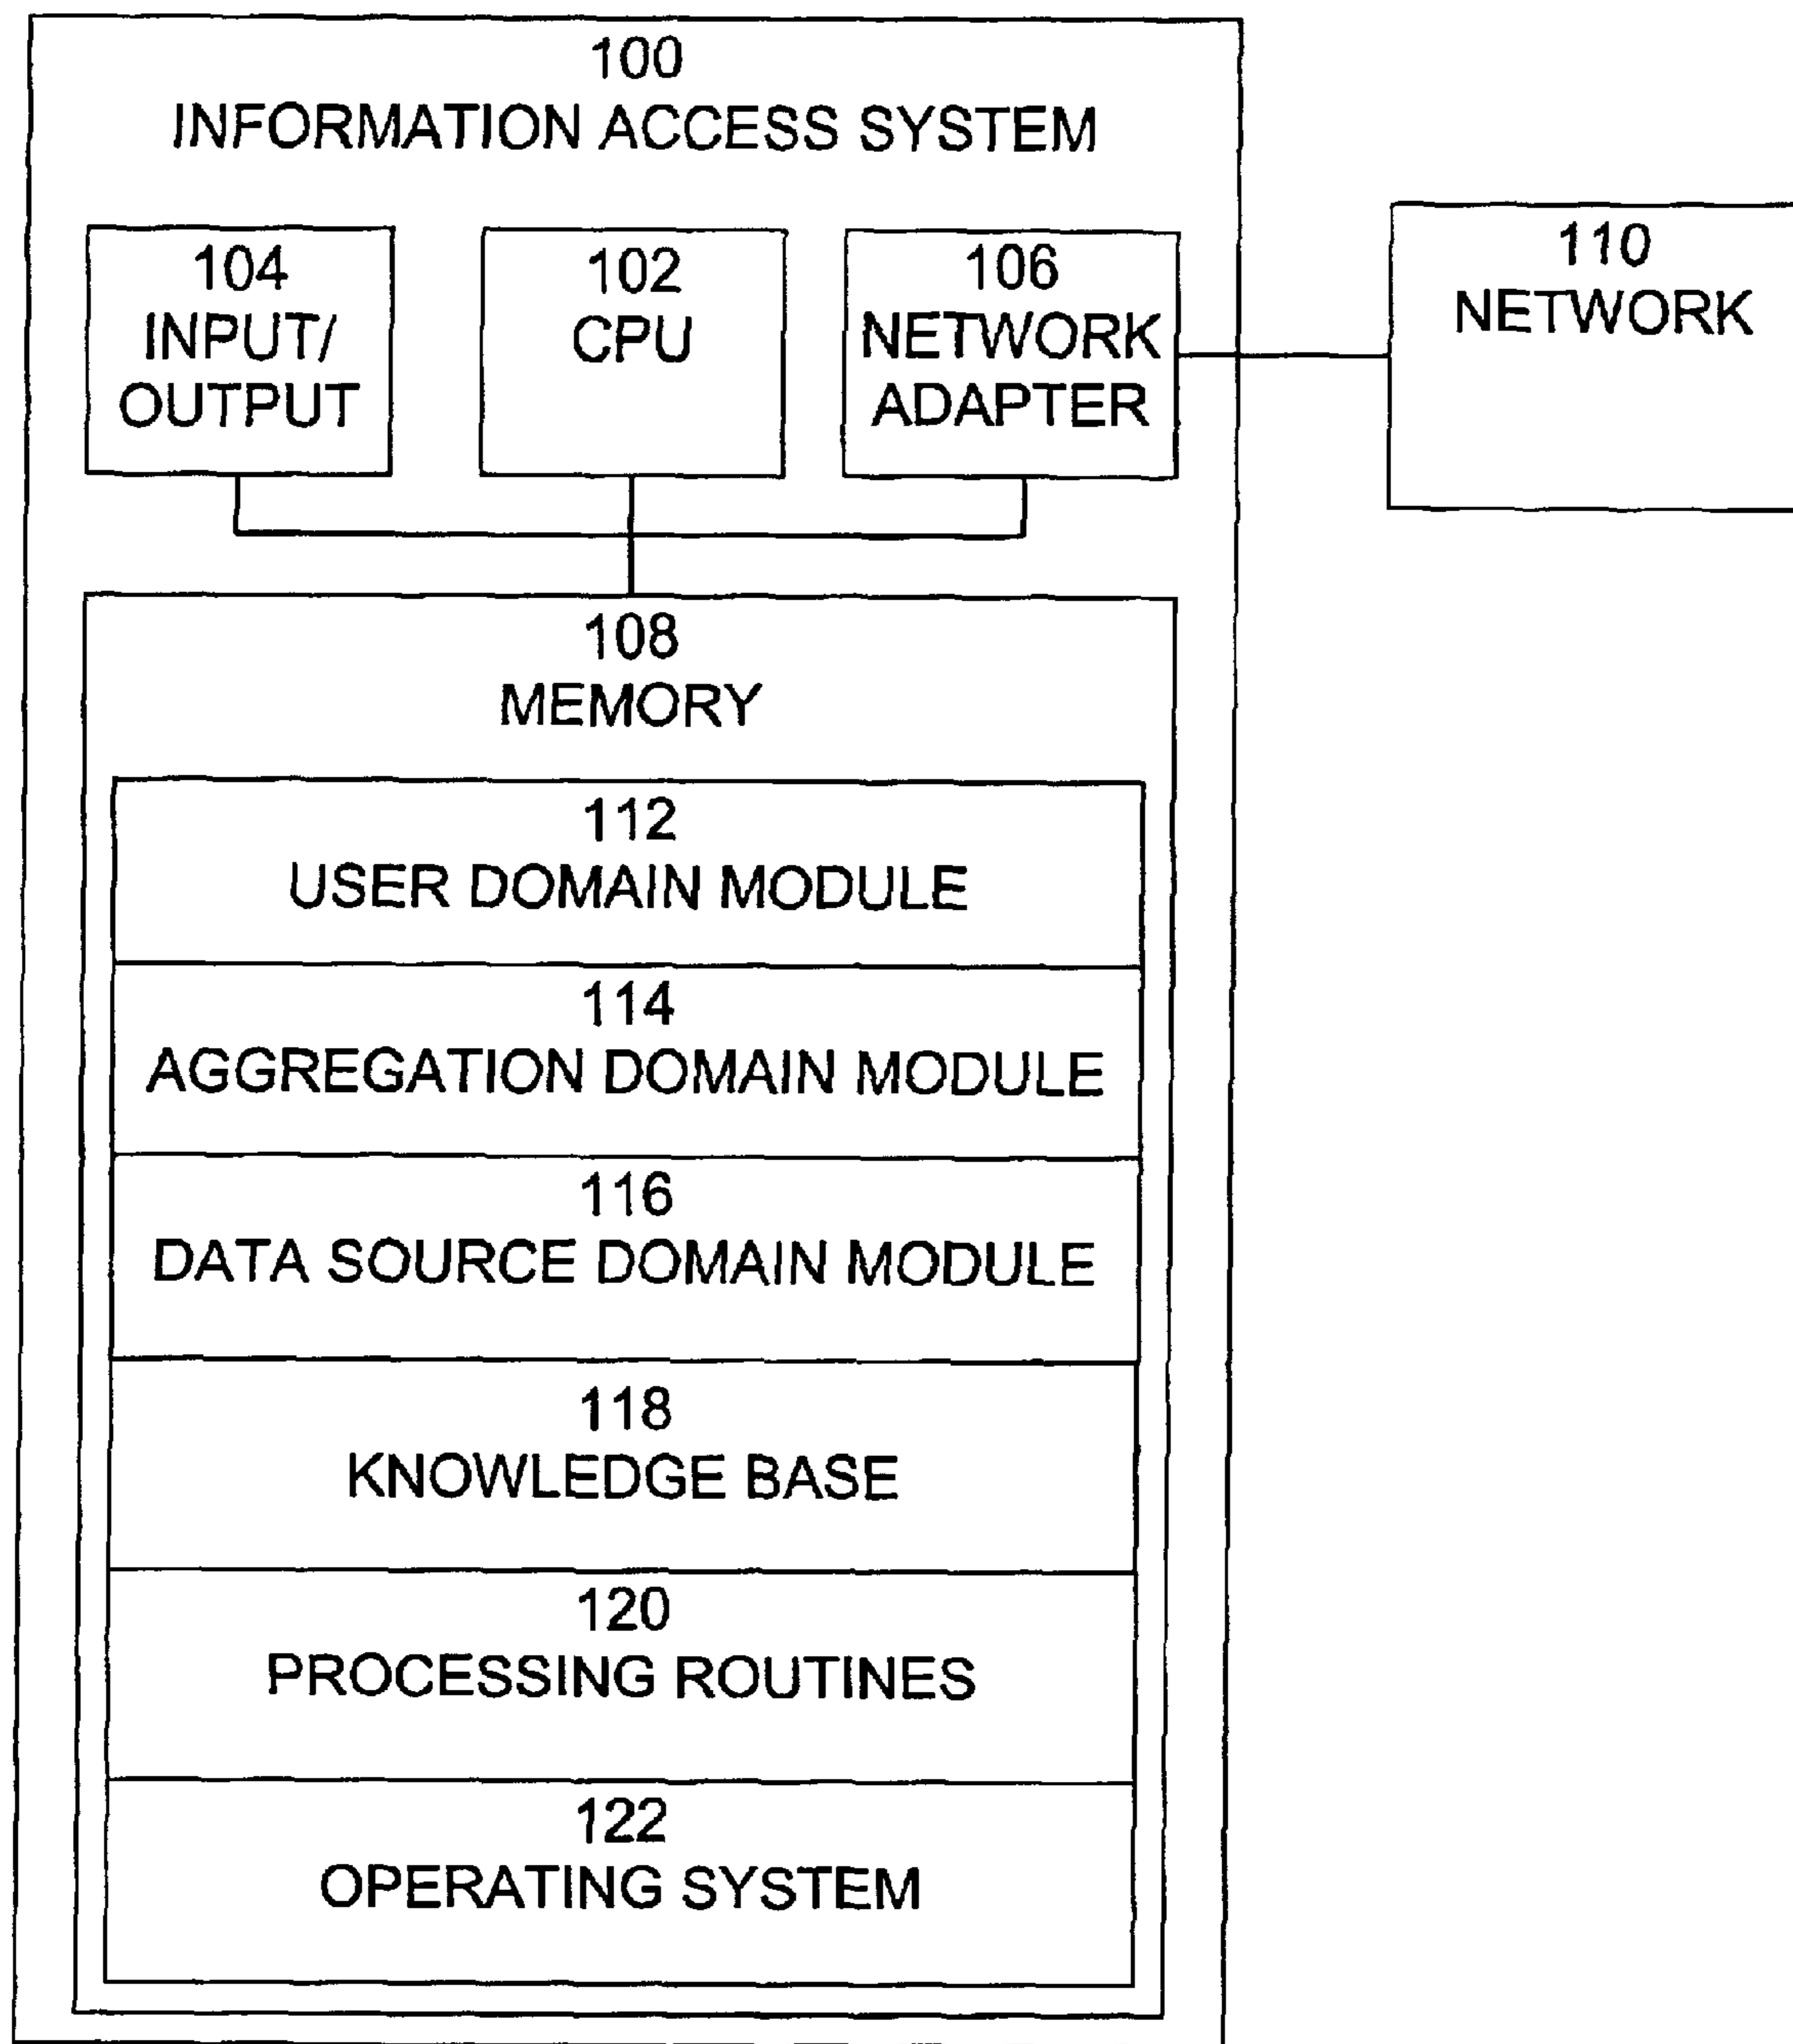 100
INFORMATION ACCESS SYSTEM
104
INPUT/
OUTPUT
102
CPU
106
NETWORK
ADAPTER
110
NETWORK
108
MEMORY
112
USER DOMAIN MODULE
114
AGGREGATION DOMAIN MODULE
116
DATA SOURCE DOMAIN MODULE
118
KNOWLEDGE BASE
120
PROCESSING ROUTINES
122
OPERATING SYSTEM